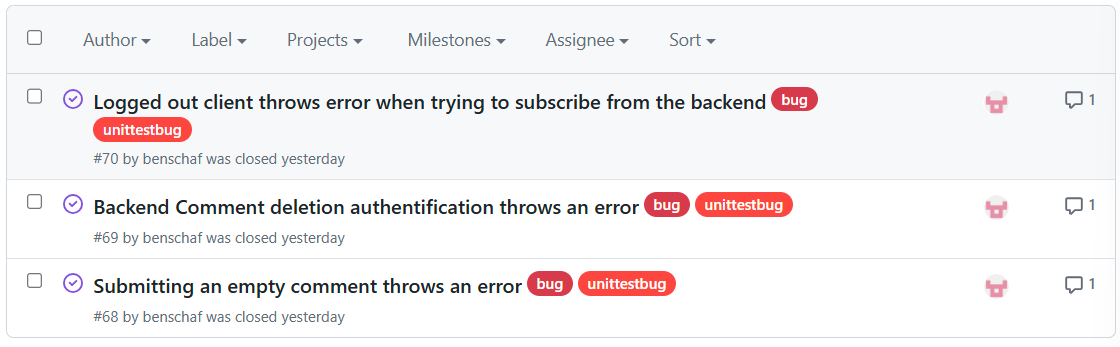 Author Label Projects Milestones Assignee Sort
Logged out client throws error when trying to subscribe from the backend bug
unittestbug
#70 by benschaf was closed yesterday
1
Backend Comment deletion authentification throws an error bug unittestbug
#69 by benschaf was closed yesterday
1
Submitting an empty comment throws an error bug unittestbug
#68 by benschaf was closed yesterday
1